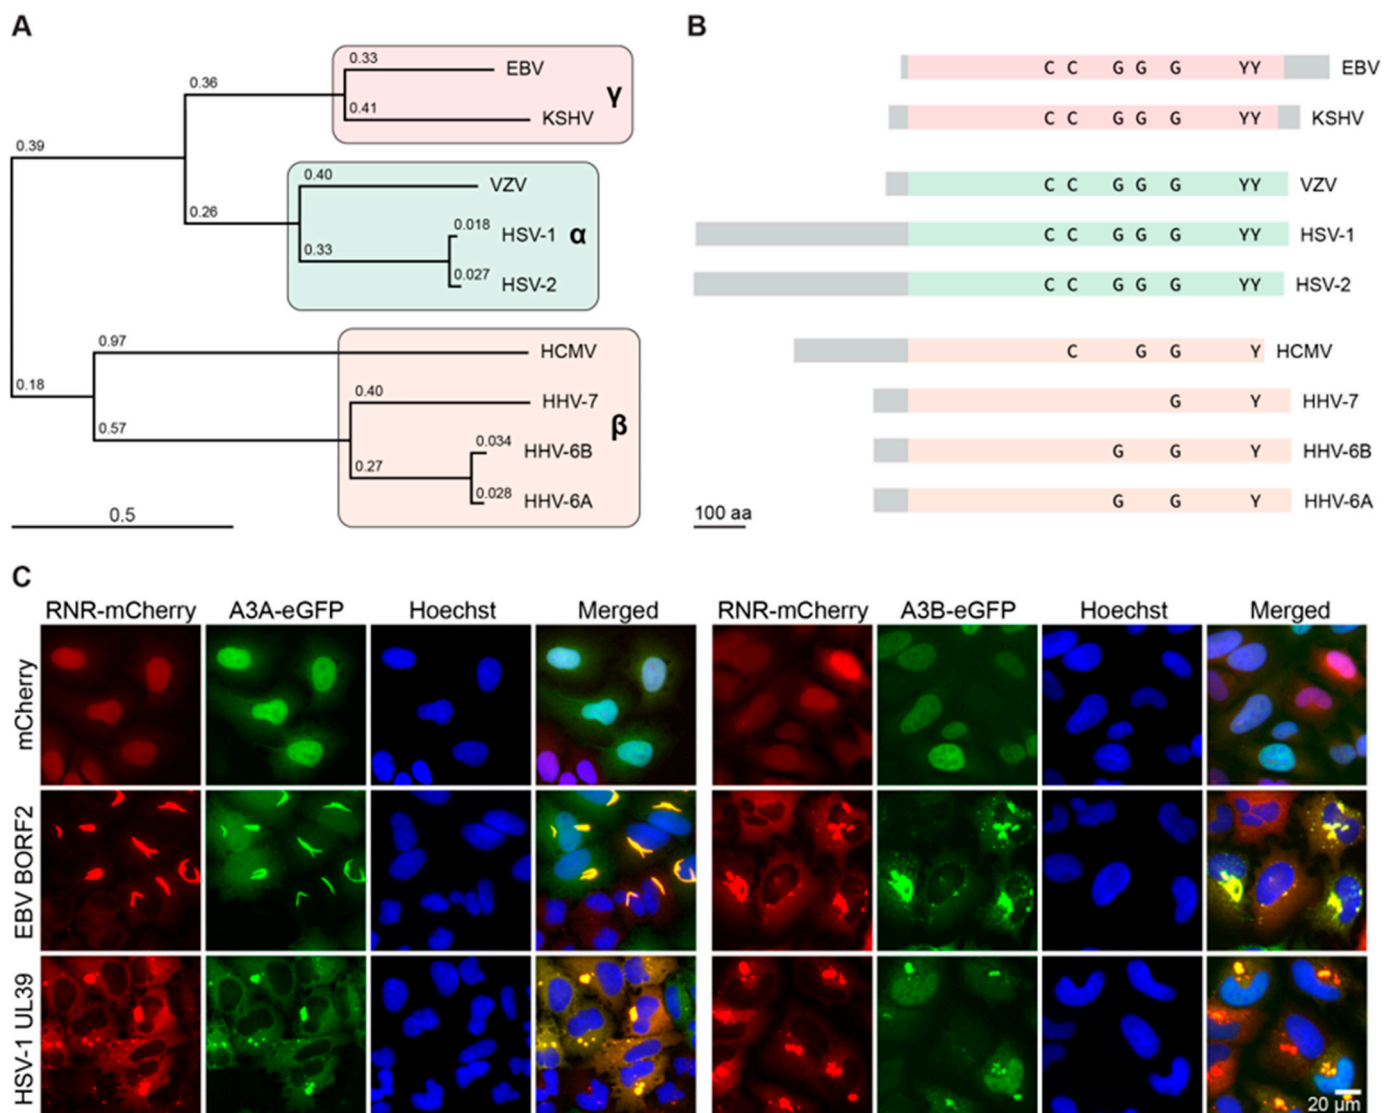 A
0.33
EBV
0.36
0.41
KSHV
γ
0.39
0.40
VZV
0.26
0.018
HSV-1
α
0.33
0.027
HSV-2
0.97
HCMV
0.18
0.40
HHV-7
β
0.57
0.034
HHV-6B
0.27
0.028
HHV-6A
0.5
B
C C G G G YY EBV
C C G G G YY KSHV
C C G G G YY VZV
C C G G G YY HSV-1
C C G G G YY HSV-2
C G G Y HCMV
G Y HHV-7
G G Y HHV-6B
G G Y HHV-6A
100 aa
C
RNR-mCherry A3A-eGFP Hoechst Merged RNR-mCherry A3B-eGFP Hoechst Merged
mCherry
EBV BORF2
HSV-1 UL39
20 µm